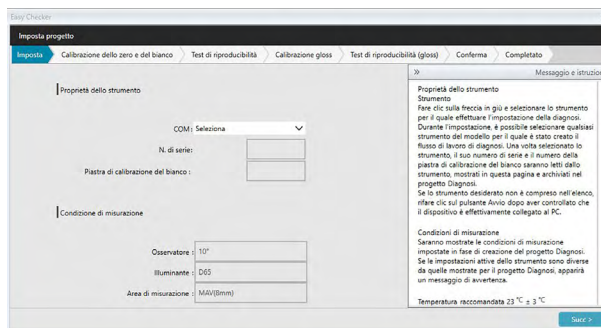 Easy Checker
Imposta progetto
Imposta
Calibrazione dello zero e del bianco
Test di riproducibilità
Calibrazione gloss
Test di riproducibilità (gloss)
Conferma
Completato
Proprietà dello strumento
COM: Seleziona
N. di serie:
Piastra di calibrazione del bianco :
Condizione di misurazione
Osservatore : 10°
Illuminante : D65
Area di misurazione : MAV(8mm)
» Messaggio e istruzion
Proprietà dello strumento
Strumento
Fare clic sulla freccia in giù e selezionare lo strumento
per il quale effettuare l'impostazione della diagnosi.
Durante l'impostazione, è possibile selezionare qualsiasi
strumento del modello per il quale è stato creato il
flusso di lavoro di diagnosi. Una volta selezionato lo
strumento, il suo numero di serie e il numero della
piastra di calibrazione del bianco saranno letti dallo
strumento, mostrati in questa pagina e archiviati nel
progetto Diagnosi.
Se lo strumento desiderato non è compreso nell'elenco,
rifare clic sul pulsante Avvio dopo aver controllato che
il dispositivo è effettivamente collegato al PC.
Condizioni di misurazione
Saranno mostrate le condizioni di misurazione
impostate in fase di creazione del progetto Diagnosi.
Se le impostazioni attive dello strumento sono diverse
da quelle mostrate per il progetto Diagnosi, apparirà
un messaggio di avvertenza.
Temperatura raccomandata 23 ℃ ± 3 ℃
Succ >